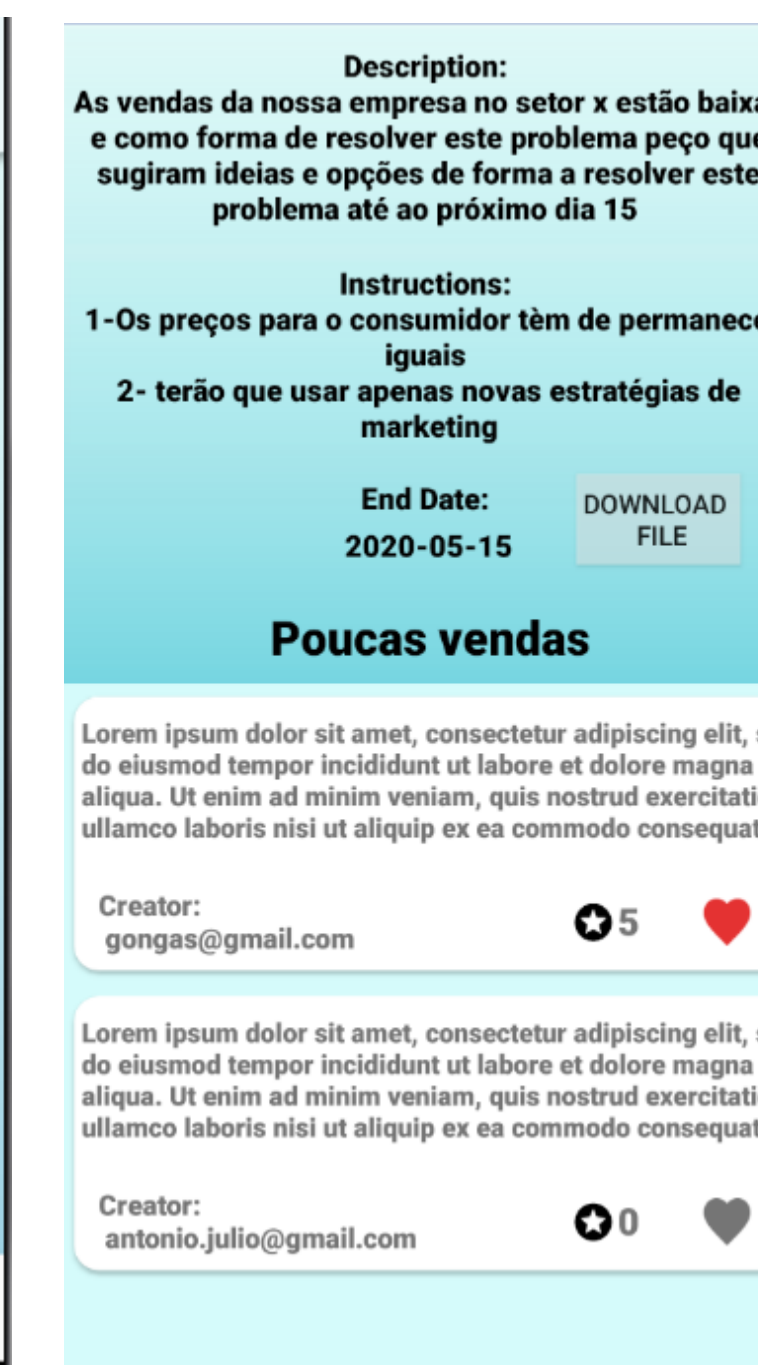 Description:
As vendas da nossa empresa no setor x estão
e como forma de resolver este problema peço
sugiram ideias e opções de forma a resolver este
problema até ao próximo dia 15
Instructions:
1-Os preços para o consumidor tèm de
iguais
2- terão que usar apenas novas estratégias de
marketing
End Date:
2020-05-15
DOWNLOAD
FILE
Poucas vendas
Lorem ipsum dolor sit amet, consectetur adipiscing elit,
do eiusmod tempor incididunt ut labore et dolore magna
aliqua. Ut enim ad minim veniam, quis nostrud
ullamco laboris nisi ut aliquip ex ea commodo consequat
Creator:
gongas@gmail.com
5
Lorem ipsum dolor sit amet, consectetur adipiscing elit,
do eiusmod tempor incididunt ut labore et dolore magna
aliqua. Ut enim ad minim veniam, quis nostrud
ullamco laboris nisi ut aliquip ex ea commodo consequat
Creator:
antonio.julio@gmail.com
0